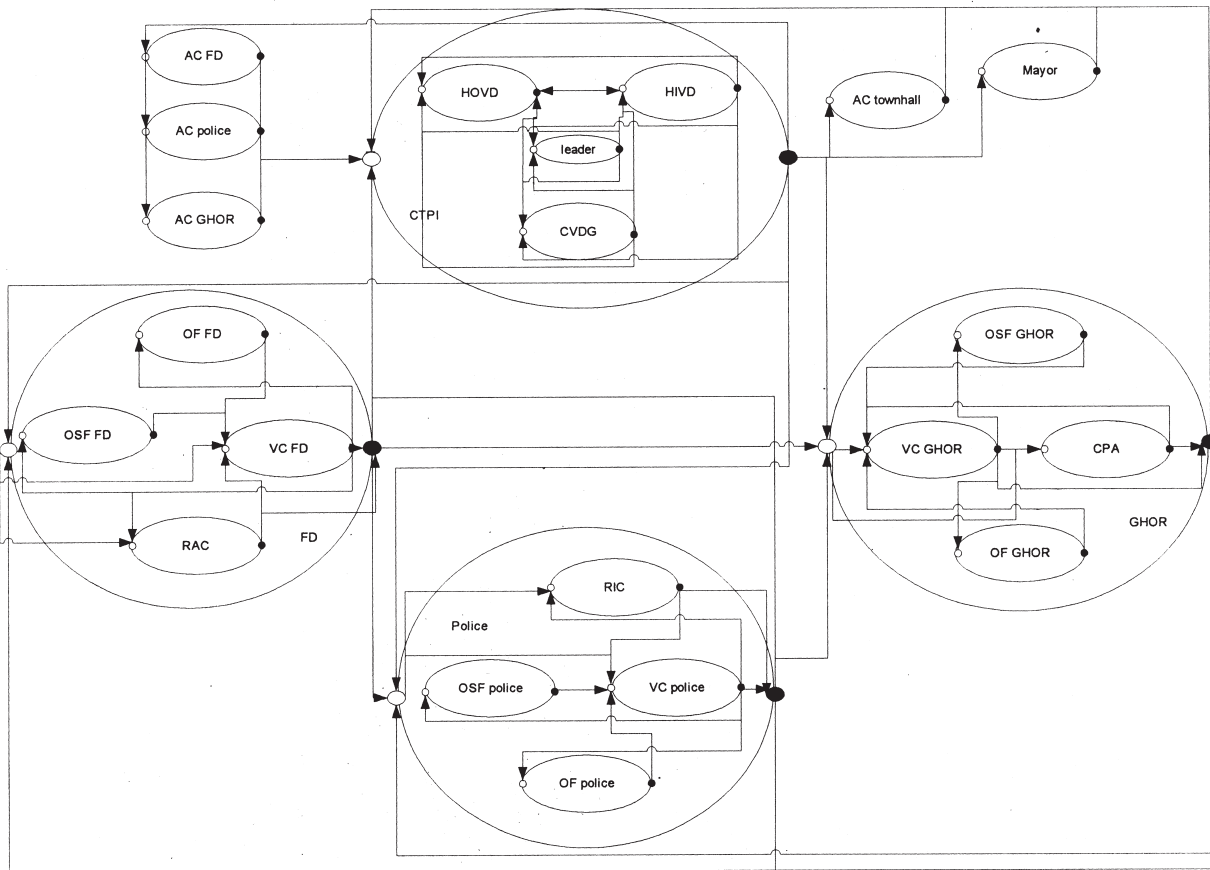 AC FD
AC police
AC GHOR
HOVD
HIVD
leader
CVDG
CTPI
AC townhall
Mayor
OF FD
OSF FD
VC FD
RAC
FD
OSF GHOR
VC GHOR
CPA
OF GHOR
GHOR
RIC
Police
OSF police
VC police
OF police